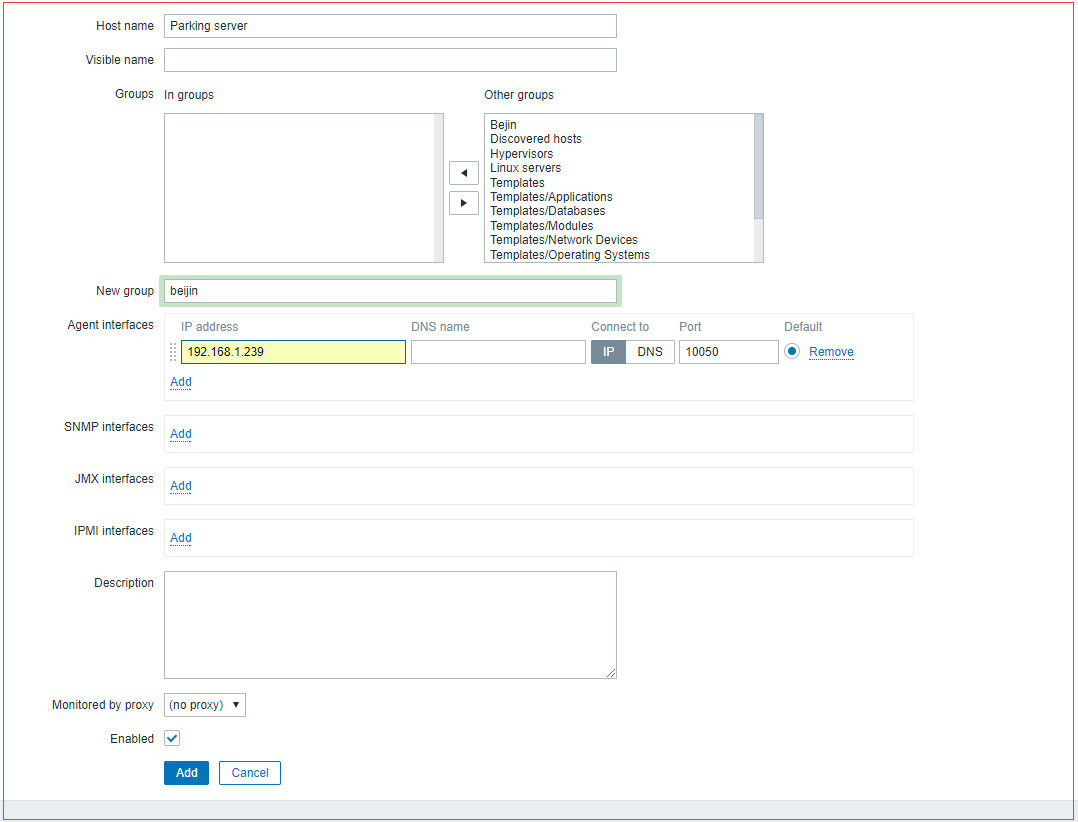 Host name Parking server
Visible name
Groups In groups Other groups
Bejin
Discovered hosts
Hypervisors
Linux servers
Templates
Templates/Applications
Templates/Databases
Templates/Modules
Templates/Network Devices
Templates/Operating Systems
New group beijin
Agent interfaces IP address DNS name Connect to Port Default
192.168.1.239 IP DNS 10050 Remove
Add
SNMP interfaces Add
JMX interfaces Add
IPMI interfaces Add
Description
Monitored by proxy (no proxy)
Enabled
Add Cancel